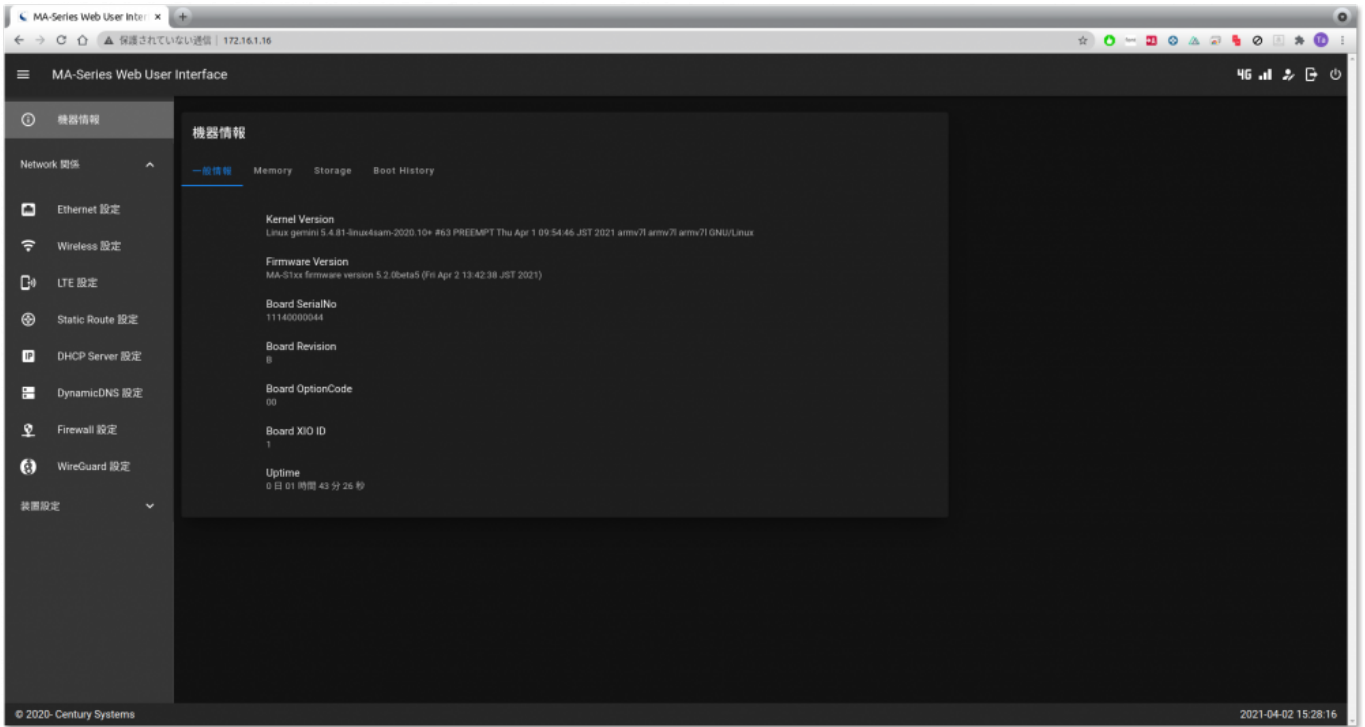 MA-Series Web User Inter
保護されていない通信 | 172.16.1.16
MA-Series Web User Interface
4G
機器情報
Network 関係
Ethernet 設定
Wireless 設定
LTE 設定
Static Route 設定
IP
DHCP Server 設定
DynamicDNS 設定
Firewall 設定
WireGuard 設定
装置設定
機器情報
一般情報 Memory Storage Boot History
Kernel Version
Linux gemini 5.4.81-linux4sam-2020.10+ #63 PREEMPT Thu Apr 1 09:54:46 JST 2021 armv7l armv7l armv7l GNU/Linux
Firmware Version
MA-S1xx firmware version 5.2.0beta5 (Fri Apr 2 13:42:38 JST 2021)
Board SerialNo
11140000044
Board Revision
B
Board OptionCode
00
Board XIO ID
1
Uptime
0 日 01 時間 43 分 26 秒
© 2020- Century Systems
2021-04-02 15:28:16